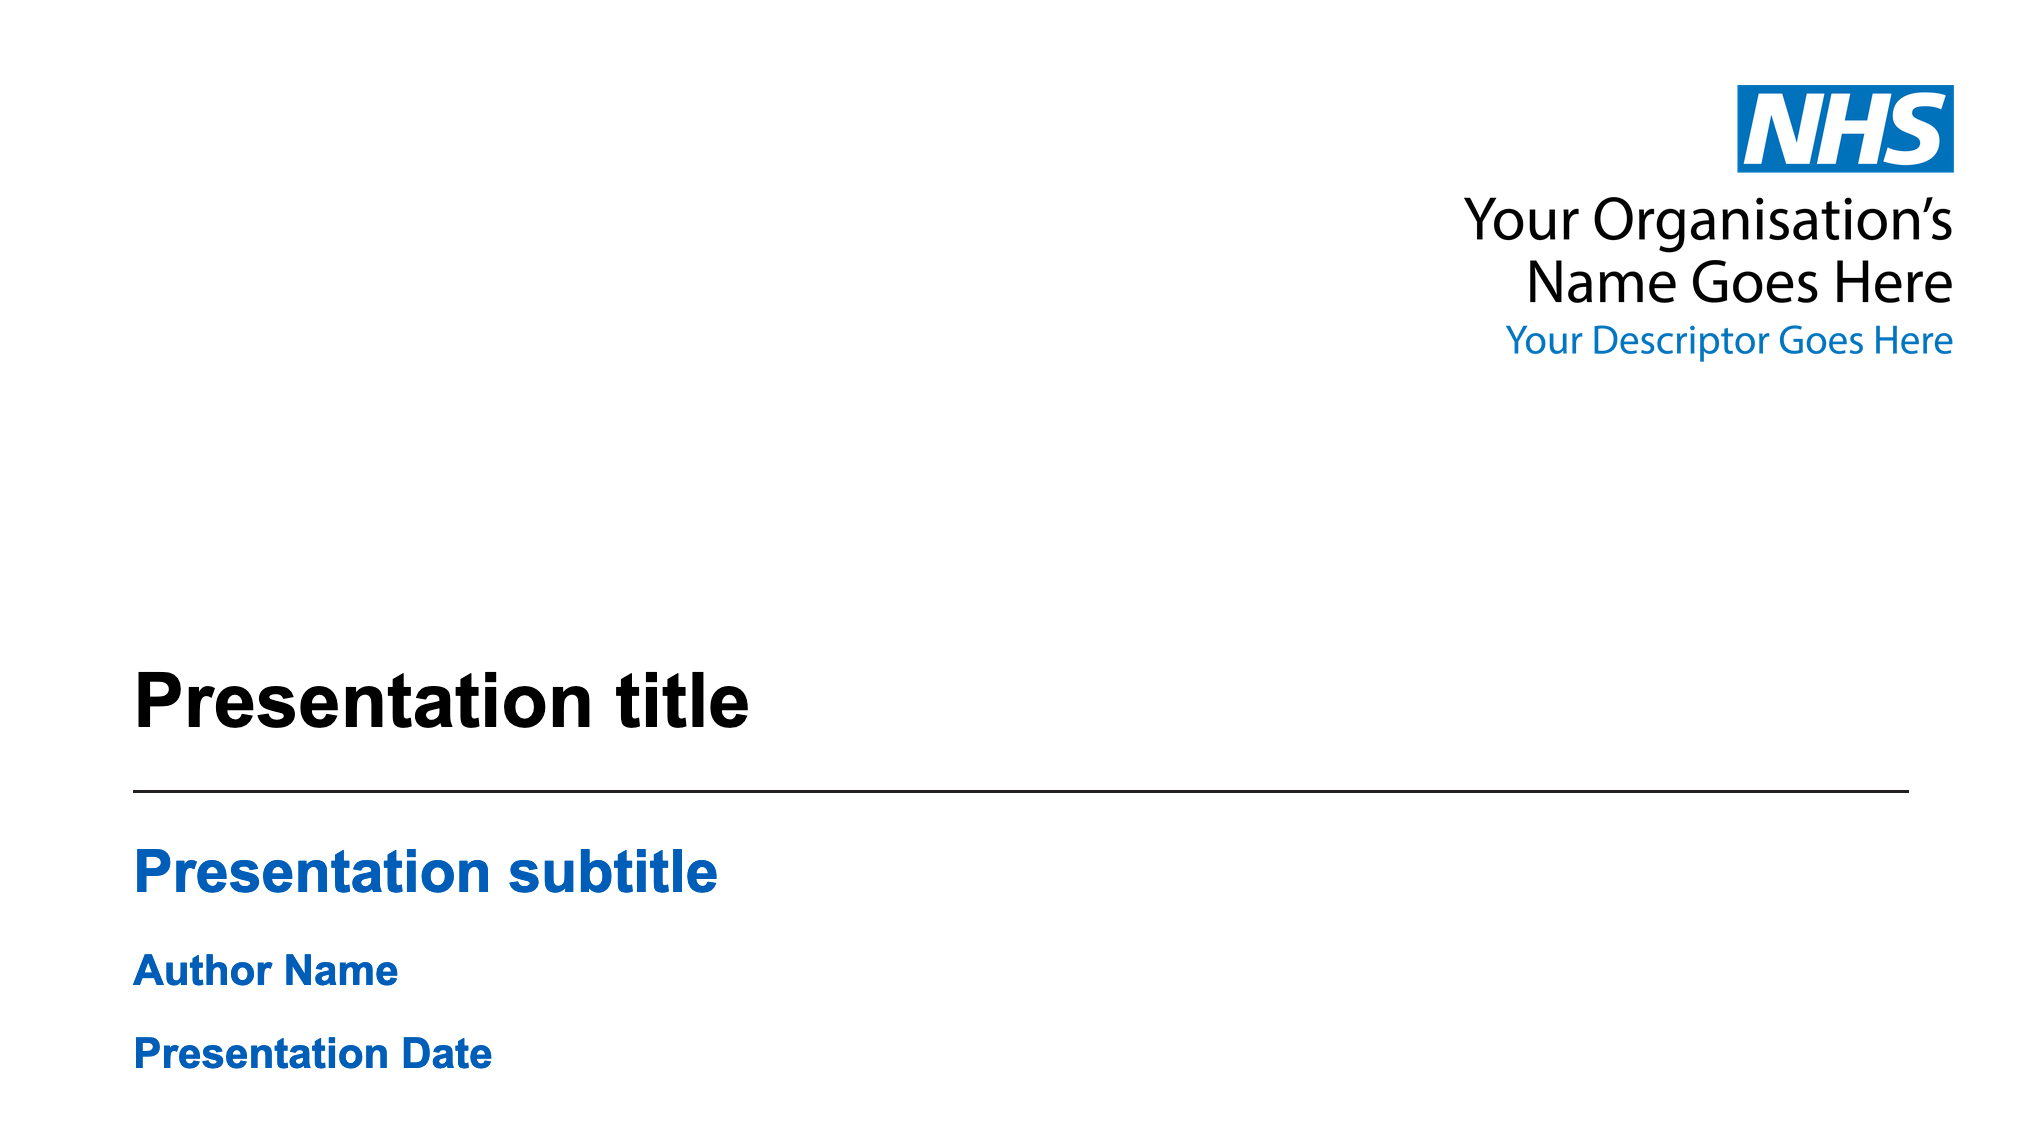 NHS
Your Organisation’s
Name Goes Here
Your Descriptor Goes Here
Presentation title
Presentation subtitle
Author Name
Presentation Date